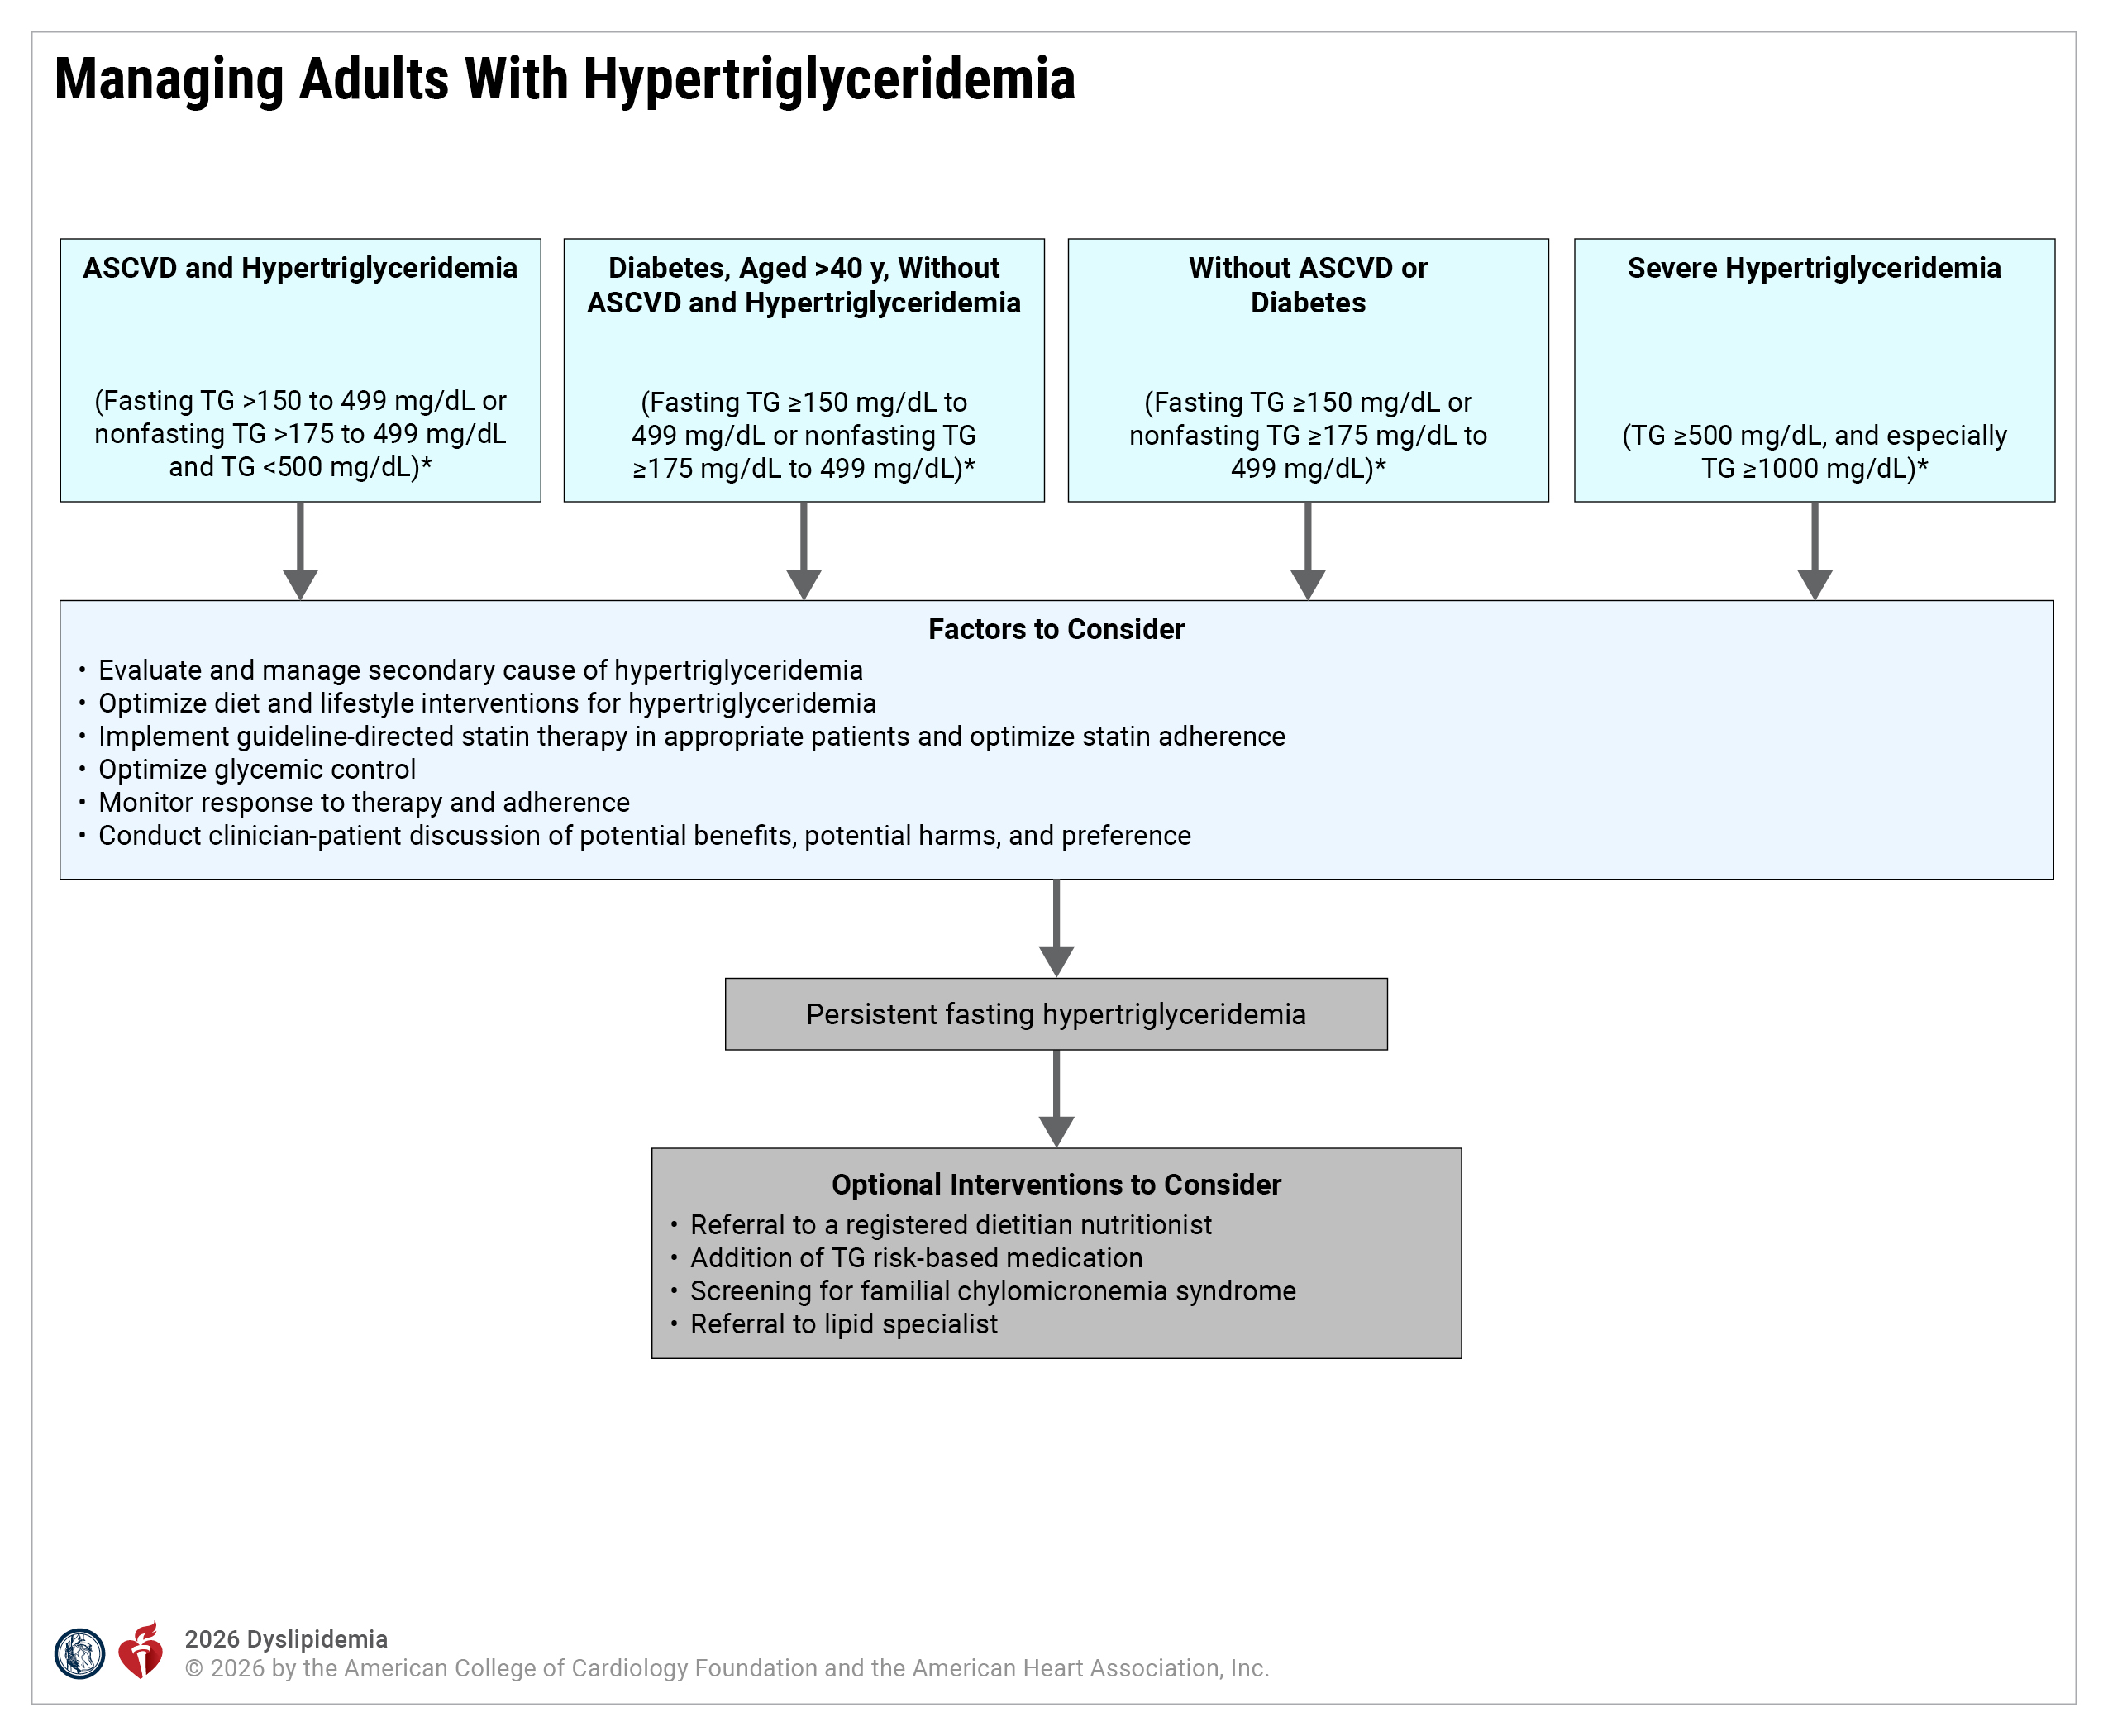 Managing Adults With Hypertriglyceridemia
ASCVD and Hypertriglyceridemia
(Fasting TG >150 to 499 mg/dL or
nonfasting TG >175 to 499 mg/dL
and TG <500 mg/dL)*
Diabetes, Aged >40 y, Without
ASCVD and Hypertriglyceridemia
(Fasting TG ≥150 mg/dL to
499 mg/dL or nonfasting TG
≥175 mg/dL to 499 mg/dL)*
Without ASCVD or
Diabetes
(Fasting TG ≥150 mg/dL or
nonfasting TG ≥175 mg/dL to
499 mg/dL)*
Severe Hypertriglyceridemia
(TG ≥500 mg/dL, and especially
TG ≥1000 mg/dL)*
Factors to Consider
• Evaluate and manage secondary cause of hypertriglyceridemia
• Optimize diet and lifestyle interventions for hypertriglyceridemia
• Implement guideline-directed statin therapy in appropriate patients and optimize statin adherence
• Optimize glycemic control
• Monitor response to therapy and adherence
• Conduct clinician-patient discussion of potential benefits, potential harms, and preference
Persistent fasting hypertriglyceridemia
Optional Interventions to Consider
• Referral to a registered dietitian nutritionist
• Addition of TG risk-based medication
• Screening for familial chylomicronemia syndrome
• Referral to lipid specialist
2026 Dyslipidemia
© 2026 by the American College of Cardiology Foundation and the American Heart Association, Inc.